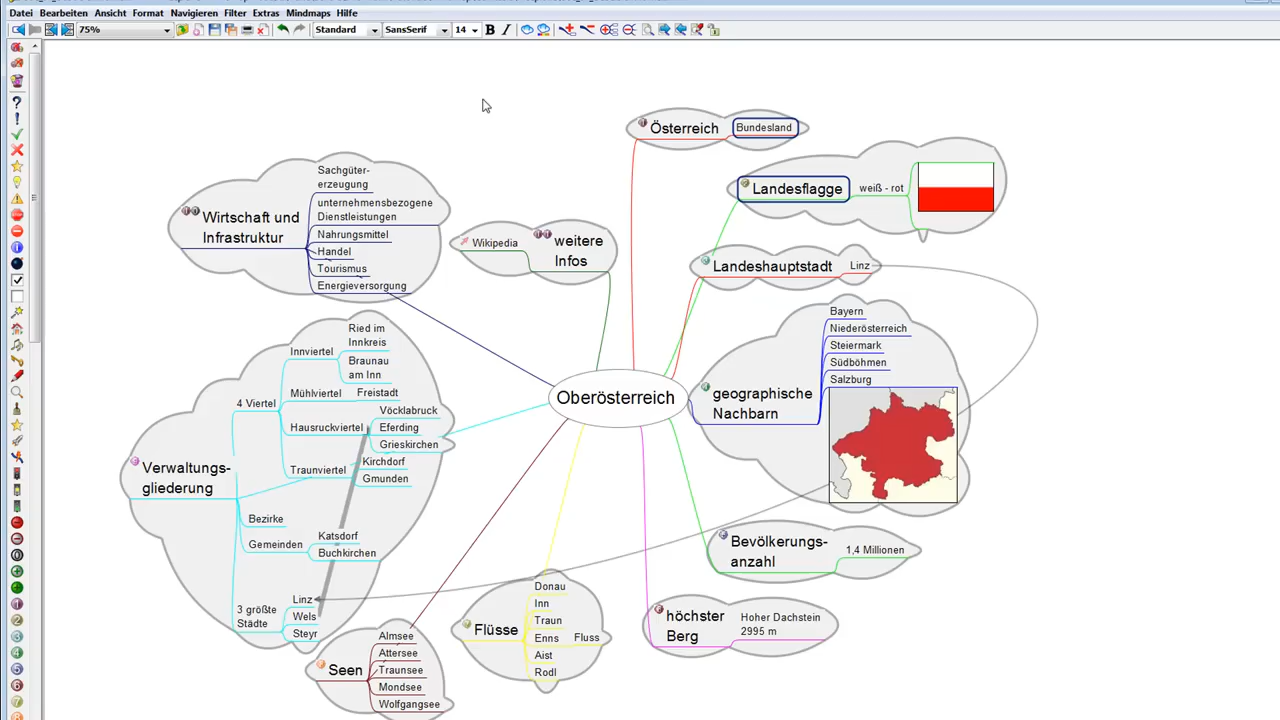 Datei Bearbeiten Ansicht Format Navigieren Filter Extras Mindmaps Hilfe
75% Standard SansSerif 14 B I
Österreich Bundesland
Landesflagge weiß - rot
Landeshauptstadt Linz
geographische
Nachbarn
Bayern
Niederösterreich
Steiermark
Südböhmen
Salzburg
Bevölkerungs-
anzahl
1,4 Millionen
höchster
Berg
Hoher Dachstein
2995 m
Oberösterreich
weitere
Infos
Wikipedia
Wirtschaft und
Infrastruktur
Sachgüter-
erzeugung
unternehmensbezogene
Dienstleistungen
Nahrungsmittel
Handel
Tourismus
Energieversorgung
Verwaltungs-
gliederung
4 Viertel
Innviertel
Ried im
Innkreis
Braunau
am Inn
Mühlviertel Freistadt
Hausruckviertel
Vöcklabruck
Eferding
Grieskirchen
Traunviertel
Kirchdorf
Gmunden
Bezirke
Gemeinden
Katsdorf
Buchkirchen
3 größte
Städte
Linz
Wels
Steyr
Seen
Almsee
Attersee
Traunsee
Mondsee
Wolfgangsee
Flüsse
Donau
Inn
Traun
Enns Fluss
Aist
Rodl